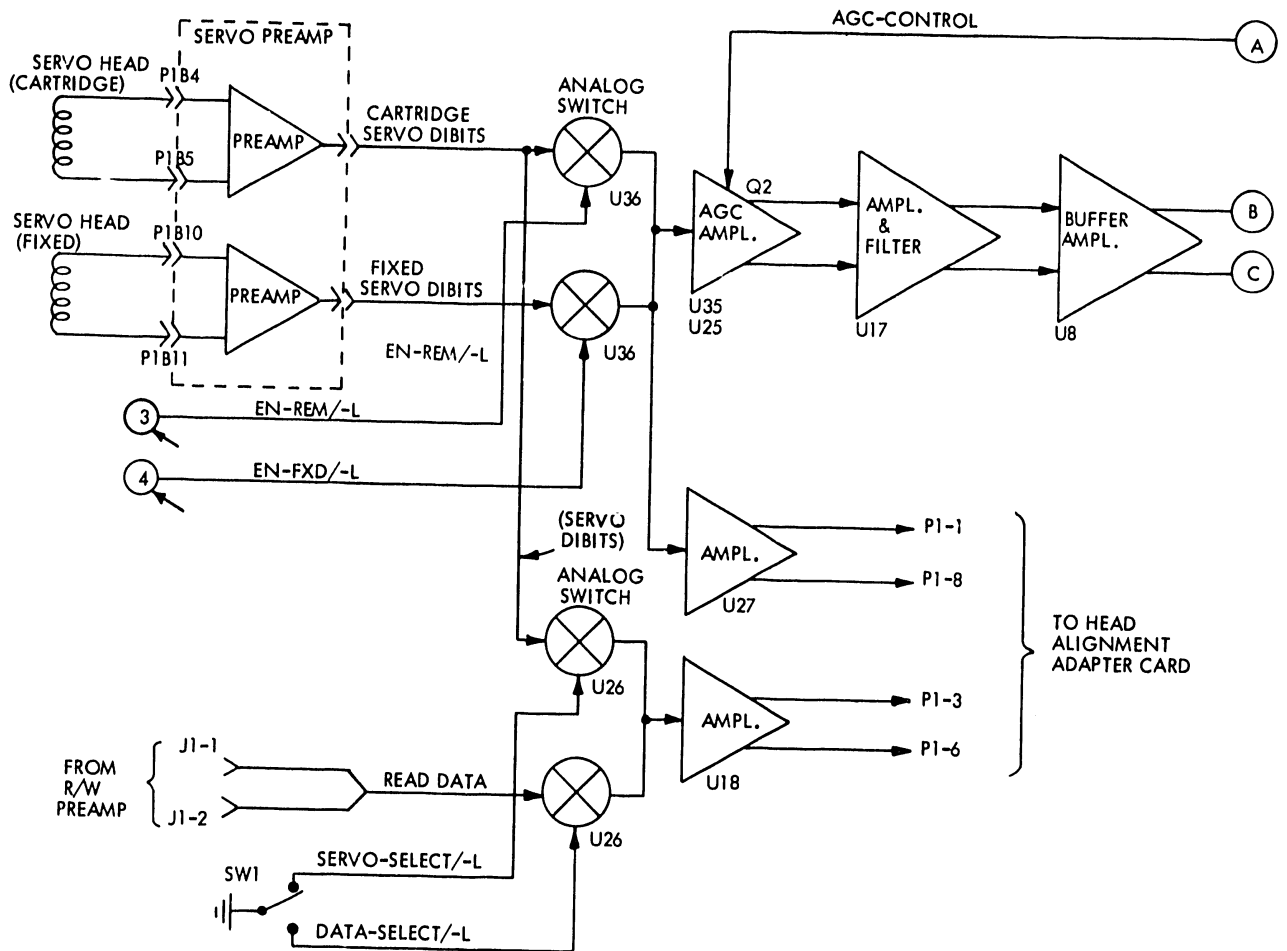 AGC-CONTROL
A
SERVO PREAMP
SERVO HEAD
(CARTRIDGE)
P1B4
PREAMP
P1B5
CARTRIDGE
SERVO DIBITS
ANALOG
SWITCH
U36
Q2
AGC
AMPL.
U35
U25
AMPL.
&
FILTER
U17
BUFFER
AMPL.
U8
B
C
SERVO HEAD
(FIXED)
P1B10
PREAMP
P1B11
FIXED
SERVO DIBITS
U36
EN-REM/-L
3
EN-REM/-L
4
EN-FXD/-L
(SERVO
DIBITS)
ANALOG
SWITCH
U26
AMPL.
U27
P1-1
P1-8
AMPL.
U18
P1-3
P1-6
TO HEAD
ALIGNMENT
ADAPTER CARD
FROM
R/W
PREAMP
J1-1
J1-2
READ DATA
U26
SW1
SERVO-SELECT/-L
DATA-SELECT/-L